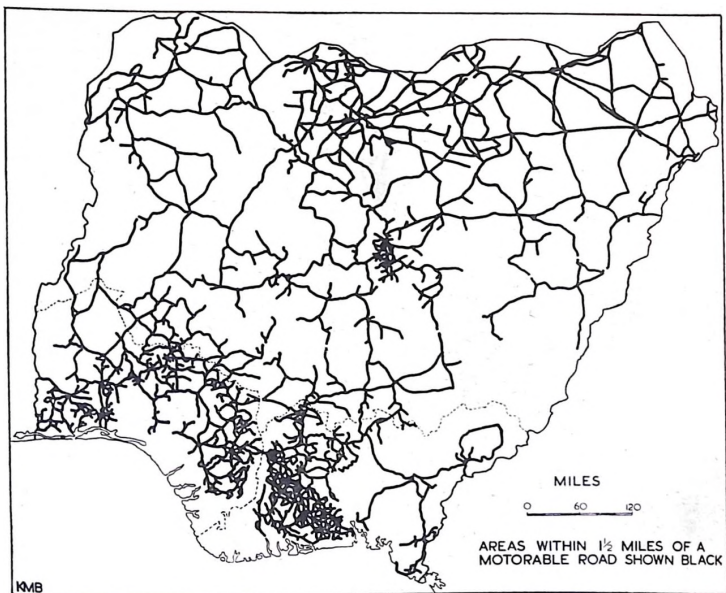 MILES
0 60 120
AREAS WITHIN 1½ MILES OF A
MOTORABLE ROAD SHOWN BLACK
KMB